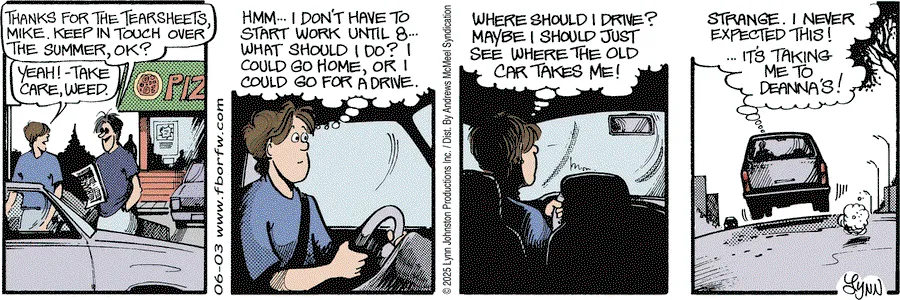 THANKS FOR THE TEARSHEETS,
MIKE. KEEP IN TOUCH OVER
THE SUMMER, OK?
YEAH! -TAKE
CARE, WEED.
PIZ
06-03 www.fborfw.com
HMM... I DON'T HAVE TO
START WORK UNTIL 8...
WHAT SHOULD I DO? I
COULD GO HOME, OR I
COULD GO FOR A DRIVE.
© 2025 Lynn Johnston Productions Inc. / Dist. By Andrews McMeel Syndication
WHERE SHOULD I DRIVE?
MAYBE I SHOULD JUST
SEE WHERE THE OLD
CAR TAKES ME!
STRANGE. I NEVER
EXPECTED THIS!
... IT'S TAKING
ME TO
DEANNA'S!
LYNN